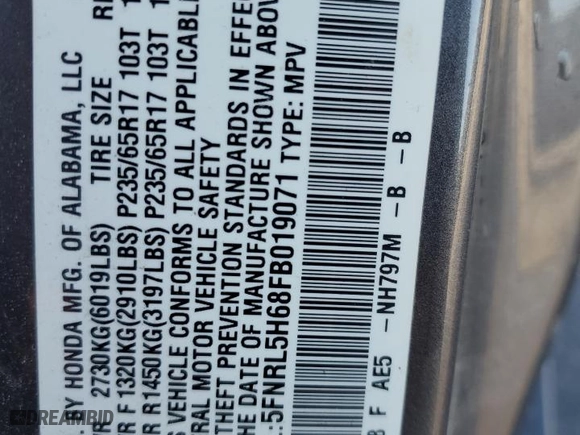 BY HONDA MFG. OF ALABAMA, LLC
2730KG(6019LBS) TIRE SIZE
R F 1320KG(2910LBS) P235/65R17 103T
R R1450KG(3197LBS) P235/65R17 103T
VEHICLE CONFORMS TO ALL APPLICABLE
RAL MOTOR VEHICLE SAFETY
THEFT PREVENTION STANDARDS IN EFFE
THE DATE OF MANUFACTURE SHOWN ABOV
:5FNRL5H68FB019071 TYPE: MPV
F AE5 -NH797M -B -B
DREAMBID